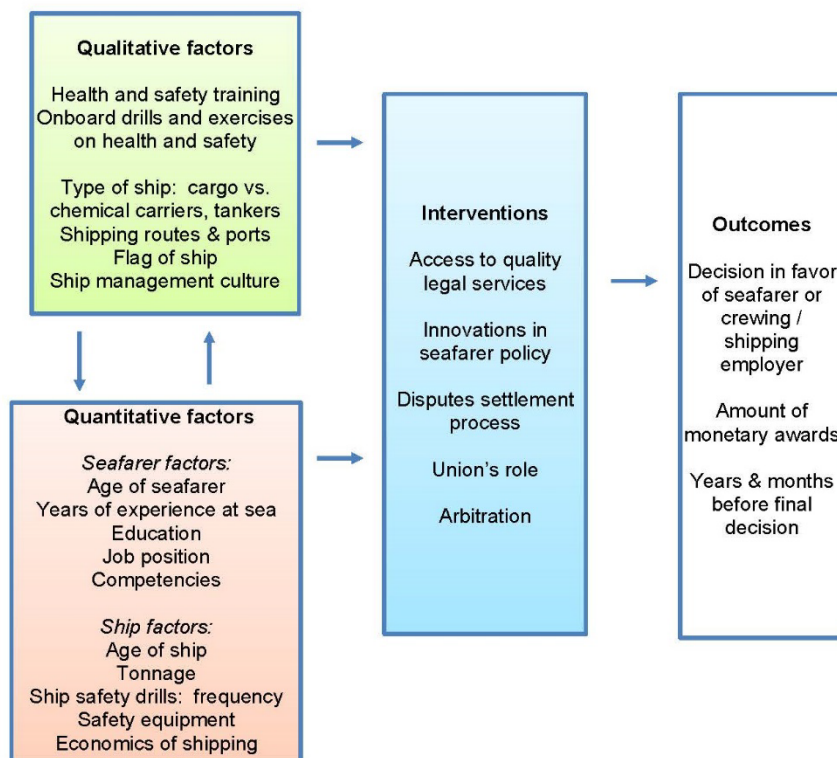 Qualitative factors
Health and safety training
Onboard drills and exercises
on health and safety
Type of ship: cargo vs.
chemical carriers, tankers
Shipping routes & ports
Flag of ship
Ship management culture
Quantitative factors
Seafarer factors:
Age of seafarer
Years of experience at sea
Education
Job position
Competencies
Ship factors:
Age of ship
Tonnage
Ship safety drills: frequency
Safety equipment
Economics of shipping
Interventions
Access to quality
legal services
Innovations in
seafarer policy
Disputes settlement
process
Union's role
Arbitration
Outcomes
Decision in favor
of seafarer or
crewing /
shipping
employer
Amount of
monetary awards
Years & months
before final
decision